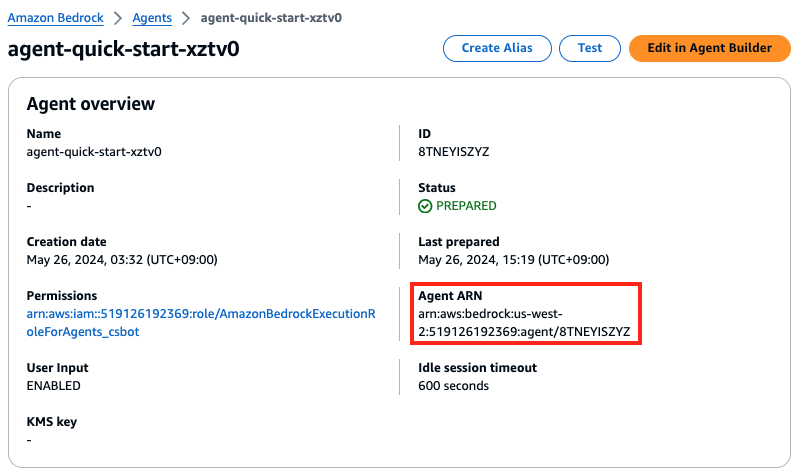 Amazon Bedrock > Agents > agent-quick-start-xztv0
agent-quick-start-xztv0
Create Alias
Test
Edit in Agent Builder
Agent overview
Name
agent-quick-start-xztv0
ID
8TNEYISZYZ
Description
-
Status
PREPARED
Creation date
May 26, 2024, 03:32 (UTC+09:00)
Last prepared
May 26, 2024, 15:19 (UTC+09:00)
Permissions
arn:aws:iam::519126192369:role/AmazonBedrockExecutionR
oleForAgents_csbot
Agent ARN
arn:aws:bedrock:us-west-
2:519126192369:agent/8TNEYISZYZ
User Input
ENABLED
Idle session timeout
600 seconds
KMS key
-